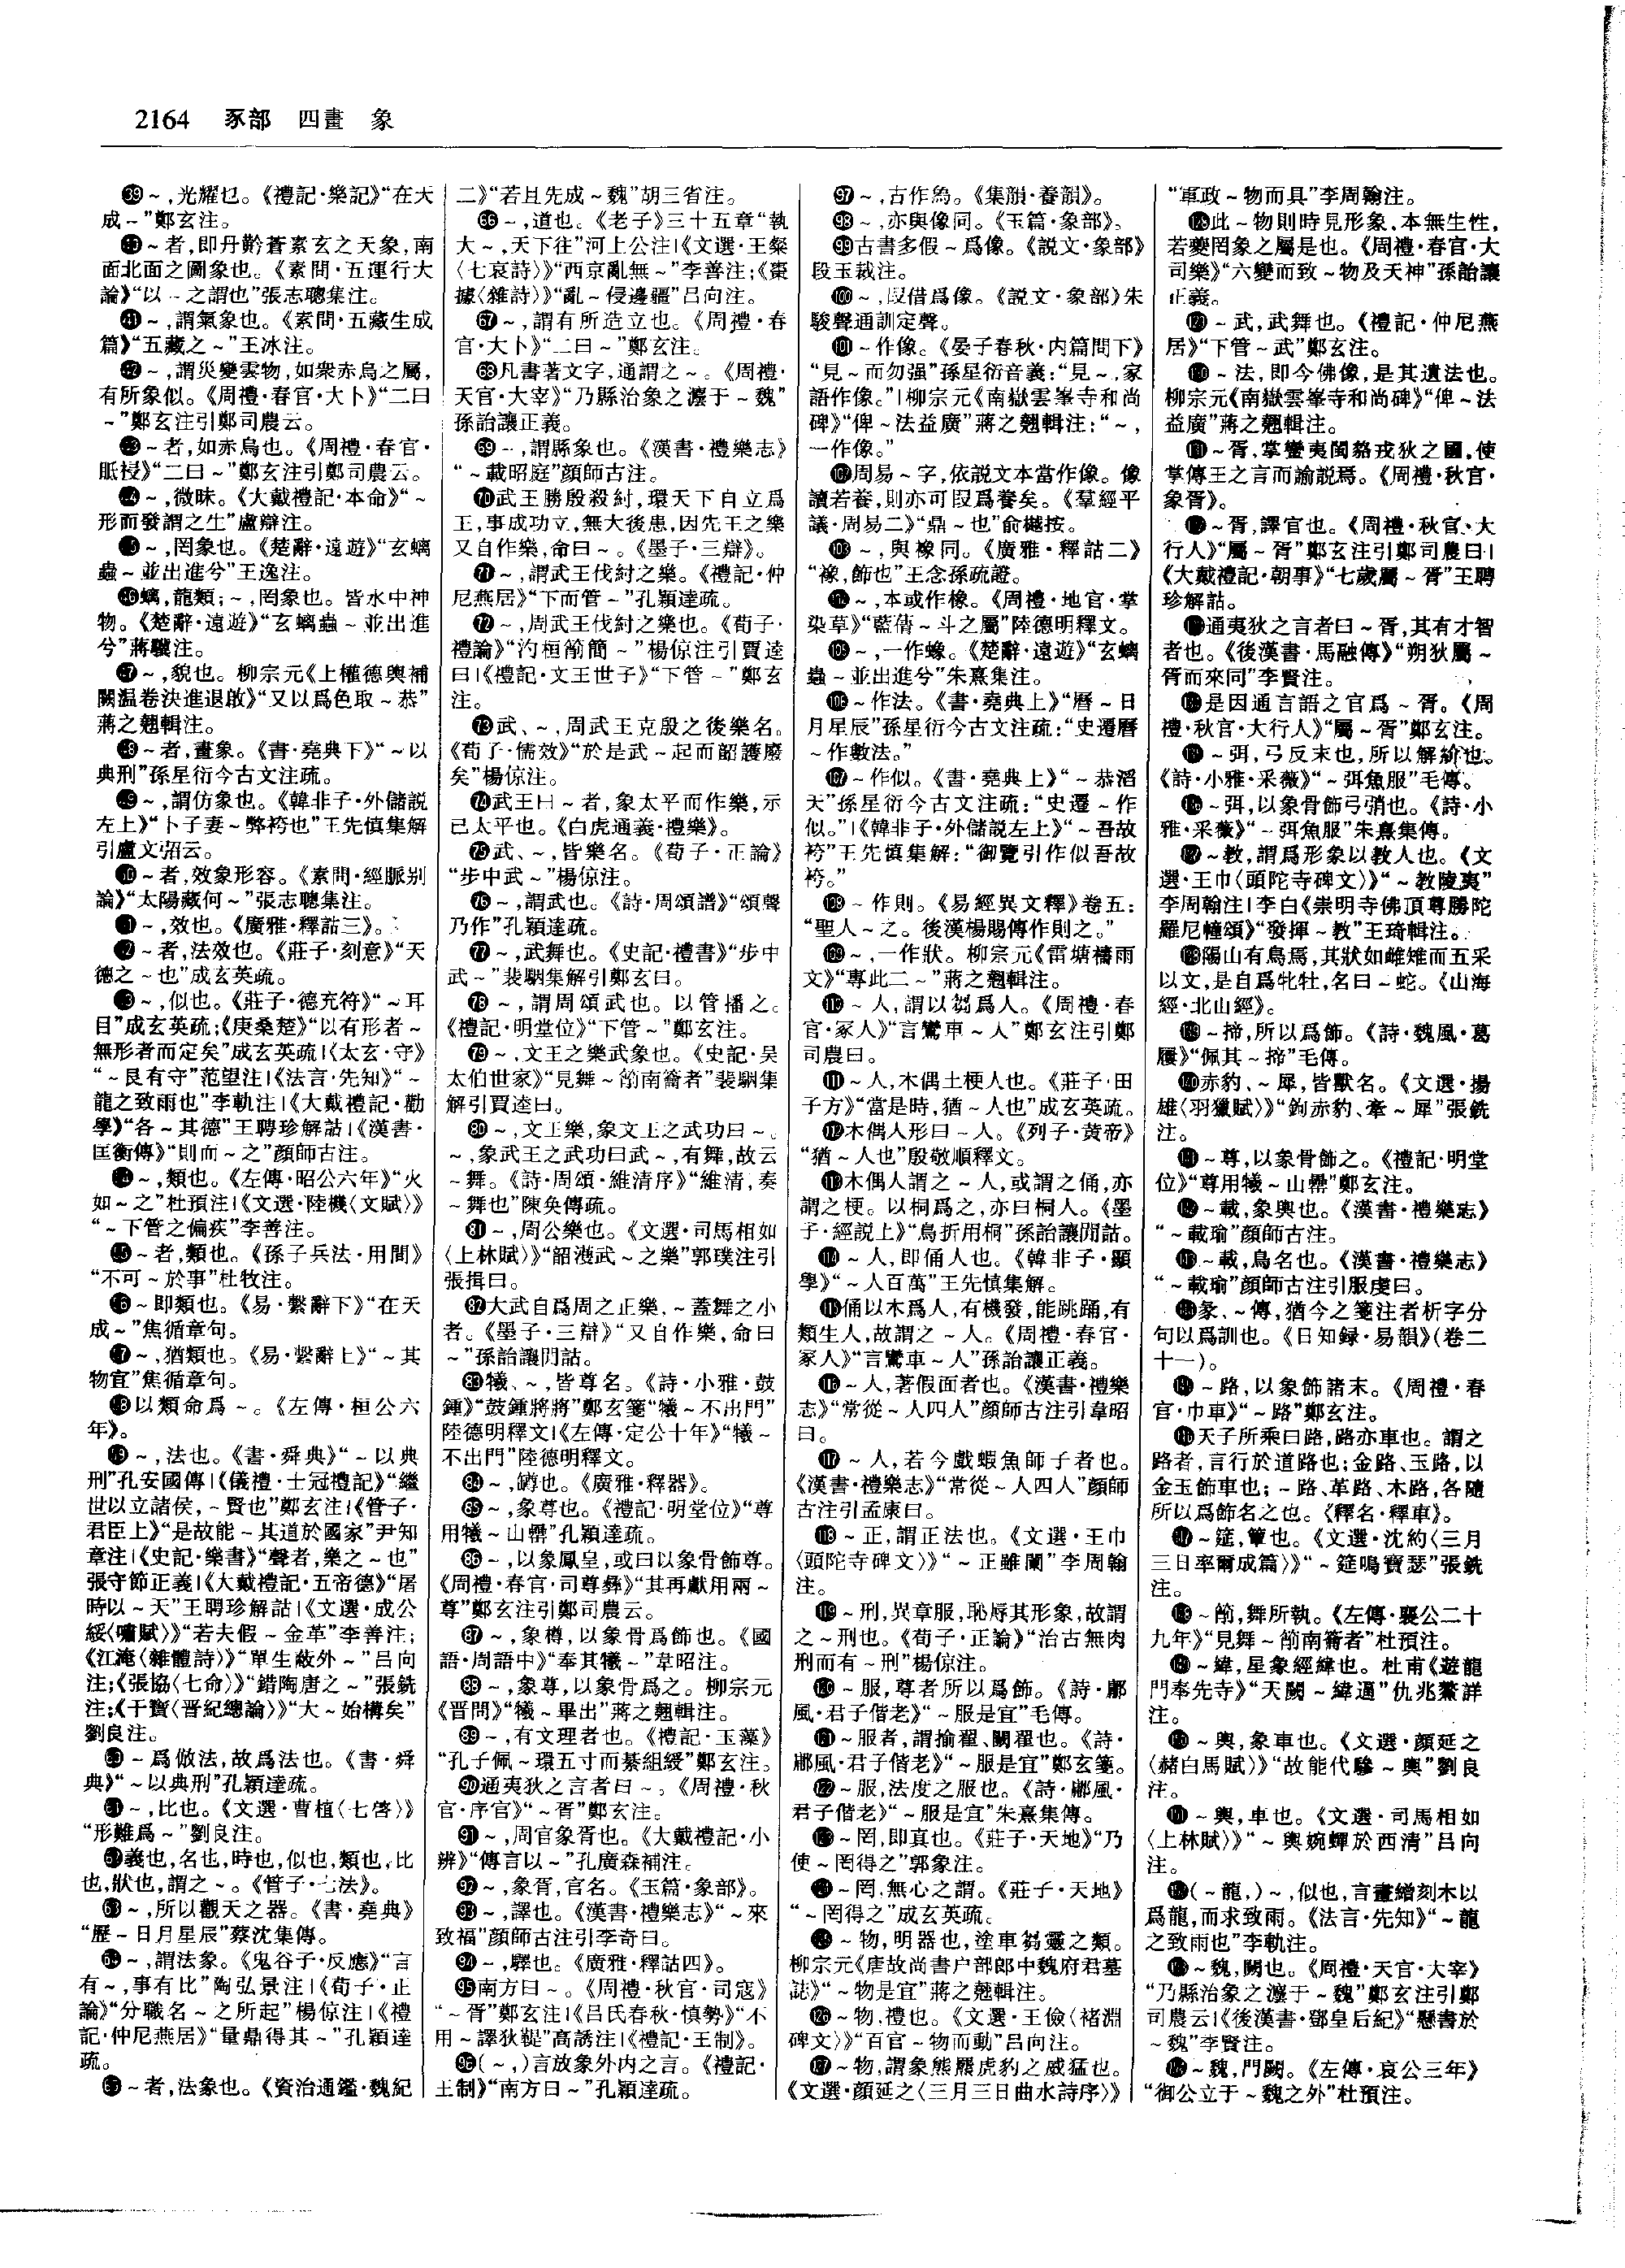 2164 豕部 四畫 象
㊴～,光耀也。《禮記·樂記》“在天
成～”鄭玄注。
㊵～者,即丹黅蒼素玄之天象,南
面北面之圖象也。《素問·五運行大
論》“以～之謂也”張志聰集注。
㊶～,謂氣象也。《素問·五藏生成
篇》“五藏之～”王冰注。
㊷～,謂災變雲物,如衆赤烏之屬,
有所象似。《周禮·春官·大卜》“二曰
～”鄭玄注引鄭司農云。
㊸～者,如赤烏也。《周禮·春官·
眡祲》“二曰～”鄭玄注引鄭司農云。
㊹～,微昧。《大戴禮記·本命》“～
形而發謂之生”盧辯注。
㊺～,罔象也。《楚辭·遠遊》“玄螭
蟲～並出進兮”王逸注。
㊻螭,龍類;～,罔象也。皆水中神
物。《楚辭·遠遊》“玄螭蟲～並出進
兮”蔣驥注。
㊼～,貌也。柳宗元《上權德輿補
闕温卷決進退啟》“又以爲色取～恭”
蔣之翹輯注。
㊽～者,畫象。《書·堯典下》“～以
典刑”孫星衍今古文注疏。
㊾～,謂仿象也。《韓非子·外儲説
左上》“卜子妻～弊袴也”王先慎集解
引盧文弨云。
㊿～者,效象形容。《素問·經脈别
論》“太陽藏何～”張志聰集注。
～,效也。《廣雅·釋詁三》。
～者,法效也。《莊子·刻意》“天
德之～也”成玄英疏。
～,似也。《莊子·德充符》“～耳
目”成玄英疏;《庚桑楚》“以有形者～
無形者而定矣”成玄英疏|《太玄·守》
“～艮有守”范望注|《法言·先知》“～
龍之致雨也”李軌注|《大戴禮記·勸
學》“各～其德”王聘珍解詁|《漢書·
匡衡傳》“則而～之”顔師古注。
～,類也。《左傳·昭公六年》“火
如～之”杜預注|《文選·陸機〈文賦〉》
“～下管之偏疾”李善注。
～者,類也。《孫子兵法·用間》
“不可～於事”杜牧注。
～即類也。《易·繫辭下》“在天
成～”焦循章句。
～,猶類也。《易·繫辭上》“～其
物宜”焦循章句。
以類命爲～。《左傳·桓公六
年》。
～,法也。《書·舜典》“～以典
刑”孔安國傳|《儀禮·士冠禮記》“繼
世以立諸侯,～賢也”鄭玄注|《管子·
君臣上》“是故能～其道於國家”尹知
章注|《史記·樂書》“聲者,樂之～也”
張守節正義|《大戴禮記·五帝德》“居
時以～天”王聘珍解詁|《文選·成公
綏〈嘯賦〉》“若夫假～金革”李善注;
《江淹〈雜體詩〉》“單生蔽外～”吕向
注;《張協〈七命〉》“錯陶唐之～”張銑
注;《干寶〈晋紀總論〉》“大～始構矣”
劉良注。
～爲倣法,故爲法也。《書·舜
典》“～以典刑”孔穎達疏。
～,比也。《文選·曹植〈七啓〉》
“形難爲～”劉良注。
義也,名也,時也,似也,類也,比
也,狀也,謂之～。《管子·七法》。
～,所以觀天之器。《書·堯典》
“歷～日月星辰”蔡沈集傳。
～,謂法象。《鬼谷子·反應》“言
有～,事有比”陶弘景注|《荀子·正
論》“分職名～之所起”楊倞注|《禮
記·仲尼燕居》“量鼎得其～”孔穎達
疏。
～者,法象也。《資治通鑑·魏紀
二》“若且先成～魏”胡三省注。
66～,道也。《老子》三十五章“執
大～,天下往”河上公注|《文選·王粲
〈七哀詩〉》“西京亂無～”李善注;《棗
據〈雜詩〉》“亂～侵邊疆”吕向注。
67～,謂有所造立也。《周禮·春
官·大卜》“二曰～”鄭玄注。
68凡書著文字,通謂之～。《周禮·
天官·大宰》“乃縣治象之灋于～魏”
孫詒讓正義。
69～,謂縣象也。《漢書·禮樂志》
“～載昭庭”顔師古注。
70武王勝殷殺紂,環天下自立爲
王,事成功立,無大後患,因先王之樂
又自作樂,命曰～。《墨子·三辯》。
71～,謂武王伐紂之樂。《禮記·仲
尼燕居》“下而管～”孔穎達疏。
72～,周武王伐紂之樂也。《荀子·
禮論》“汋桓箾簡～”楊倞注引賈逵
曰|《禮記·文王世子》“下管～”鄭玄
注。
73武、～,周武王克殷之後樂名。
《荀子·儒效》“於是武～起而韶護廢
矣”楊倞注。
74武王曰～者,象太平而作樂,示
已太平也。《白虎通義·禮樂》。
75武、～,皆樂名。《荀子·正論》
“步中武～”楊倞注。
76～,謂武也。《詩·周頌譜》“頌聲
乃作”孔穎達疏。
77～,武舞也。《史記·禮書》“步中
武～”裴駰集解引鄭玄曰。
78～,謂周頌武也。以管播之。
《禮記·明堂位》“下管～”鄭玄注。
79～,文王之樂武象也。《史記·吴
太伯世家》“見舞～箾南籥者”裴駰集
解引賈逵曰。
80～,文王樂,象文王之武功曰～。
～,象武王之武功曰武～,有舞,故云
～舞。《詩·周頌·維清序》“維清,奏
～舞也”陳奂傳疏。
81～,周公樂也。《文選·司馬相如
〈上林賦〉》“韶濩武～之樂”郭璞注引
張揖曰。
82大武自爲周之正樂,～蓋舞之小
者。《墨子·三辯》“又自作樂,命曰
～”孫詒讓閒詁。
83犧、～,皆尊名。《詩·小雅·鼓
鍾》“鼓鍾將將”鄭玄箋“犧～不出門”
陸德明釋文|《左傳·定公十年》“犧～
不出門”陸德明釋文。
84～,罇也。《廣雅·釋器》。
85～,象尊也。《禮記·明堂位》“尊
用犧～山罍”孔穎達疏。
86～,以象鳳皇,或曰以象骨飾尊。
《周禮·春官·司尊彝》“其再獻用兩～
尊”鄭玄注引鄭司農云。
87～,象樽,以象骨爲飾也。《國
語·周語中》“奉其犧～”韋昭注。
88～,象尊,以象骨爲之。柳宗元
《晋問》“犧～畢出”蔣之翹輯注。
89～,有文理者也。《禮記·玉藻》
“孔子佩～環五寸而綦組綬”鄭玄注。
90通夷狄之言者曰～。《周禮·秋
官·序官》“～胥”鄭玄注。
91～,周官象胥也。《大戴禮記·小
辨》“傳言以～”孔廣森補注。
92～,象胥,官名。《玉篇·象部》。
93～,譯也。《漢書·禮樂志》“～來
致福”顔師古注引李奇曰。
94～,驛也。《廣雅·釋詁四》。
95南方曰～。《周禮·秋官·司寇》
“～胥”鄭玄注|《吕氏春秋·慎勢》“不
用～譯狄鞮”高誘注|《禮記·王制》。
96(～,)言放象外内之言。《禮記·
王制》“南方曰～”孔穎達疏。
97～,古作舄。《集韻·養韻》。
98～,亦與像同。《玉篇·象部》。
99古書多假～爲像。《説文·象部》
段玉裁注。
100～,叚借爲像。《説文·象部》朱
駿聲通訓定聲。
101～作像。《晏子春秋·内篇問下》
“見～而勿强”孫星衍音義:“見～,家
語作像。”|柳宗元《南嶽雲峯寺和尚
碑》“俾～法益廣”蔣之翹輯注:“～,
一作像。”
102周易～字,依説文本當作像。像
讀若養,則亦可叚爲養矣。《羣經平
議·周易二》“鼎～也”俞樾按。
103～,與橡同。《廣雅·釋詁二》
“襐,飾也”王念孫疏證。
104～,本或作橡。《周禮·地官·掌
染草》“藍蒨～斗之屬”陸德明釋文。
105～,一作蟓。《楚辭·遠遊》“玄螭
蟲～並出進兮”朱熹集注。
106～作法。《書·堯典上》“曆～日
月星辰”孫星衍今古文注疏:“史遷曆
～作數法。”
107～作似。《書·堯典上》“～恭滔
天”孫星衍今古文注疏:“史遷～作
似。”|《韓非子·外儲説左上》“～吾故
袴”王先慎集解:“御覽引作似吾故
袴。”
108～作則。《易經異文釋》卷五:
“聖人～之。後漢楊賜傳作則之。”
109～,一作狀。柳宗元《雷塘禱雨
文》“專此二～”蔣之翹輯注。
110～人,謂以芻爲人。《周禮·春
官·冢人》“言鸞車～人”鄭玄注引鄭
司農曰。
111～人,木偶土梗人也。《莊子·田
子方》“當是時,猶～人也”成玄英疏。
112木偶人形曰～人。《列子·黄帝》
“猶～人也”殷敬順釋文。
113木偶人謂之～人,或謂之俑,亦
謂之梗。以桐爲之,亦曰桐人。《墨
子·經説上》“鳥折用桐”孫詒讓閒詁。
114～人,即俑人也。《韓非子·顯
學》“～人百萬”王先慎集解。
115俑以木爲人,有機發,能跳踊,有
類生人,故謂之～人。《周禮·春官·
冢人》“言鸞車～人”孫詒讓正義。
116～人,著假面者也。《漢書·禮樂
志》“常從～人四人”顔師古注引韋昭
曰。
117～人,若今戲蝦魚師子者也。
《漢書·禮樂志》“常從～人四人”顔師
古注引孟康曰。
118～正,謂正法也。《文選·王巾
〈頭陀寺碑文〉》“～正雖闌”李周翰
注。
119～刑,異章服,恥辱其形象,故謂
之～刑也。《荀子·正論》“治古無肉
刑而有～刑”楊倞注。
120～服,尊者所以爲飾。《詩·鄘
風·君子偕老》“～服是宜”毛傳。
121～服者,謂揄翟、闕翟也。《詩·
鄘風·君子偕老》“～服是宜”鄭玄箋。
122～服,法度之服也。《詩·鄘風·
君子偕老》“～服是宜”朱熹集傳。
123～罔,即真也。《莊子·天地》“乃
使～罔得之”郭象注。
124～罔,無心之謂。《莊子·天地》
“～罔得之”成玄英疏。
125～物,明器也,塗車芻靈之類。
柳宗元《唐故尚書户部郎中魏府君墓
誌》“～物是宜”蔣之翹輯注。
126～物,禮也。《文選·王儉〈褚淵
碑文〉》“百官～物而動”吕向注。
127～物,謂象熊羆虎豹之威猛也。
《文選·顔延之〈三月三日曲水詩序〉》
“軍政～物而具”李周翰注。
128此～物則時見形象,本無生性,
若夔罔象之屬是也。《周禮·春官·大
司樂》“六變而致～物及天神”孫詒讓
正義。
129～武,武舞也。《禮記·仲尼燕
居》“下管～武”鄭玄注。
130～法,即今佛像,是其遺法也。
柳宗元《南嶽雲峯寺和尚碑》“俾～法
益廣”蔣之翹輯注。
131～胥,掌蠻夷閩貉戎狄之國,使
掌傳王之言而諭説焉。《周禮·秋官·
象胥》。
132～胥,譯官也。《周禮·秋官·大
行人》“屬～胥”鄭玄注引鄭司農曰|
《大戴禮記·朝事》“七歲屬～胥”王聘
珍解詁。
133通夷狄之言者曰～胥,其有才智
者也。《後漢書·馬融傳》“朔狄屬～
胥而來同”李賢注。
134是因通言語之官爲～胥。《周
禮·秋官·大行人》“屬～胥”鄭玄注。
135～弭,弓反末也,所以解紛也。
《詩·小雅·采薇》“～弭魚服”毛傳。
136～弭,以象骨飾弓弰也。《詩·小
雅·采薇》“～弭魚服”朱熹集傳。
137～教,謂爲形象以教人也。《文
選·王巾〈頭陀寺碑文〉》“～教陵夷”
李周翰注|李白《崇明寺佛頂尊勝陀
羅尼幢頌》“發揮～教”王琦輯注。
138陽山有鳥焉,其狀如雌雉而五采
以文,是自爲牝牡,名曰～蛇。《山海
經·北山經》。
139～揥,所以爲飾。《詩·魏風·葛
屨》“佩其～揥”毛傳。
140赤豹、～犀,皆獸名。《文選·揚
雄〈羽獵賦〉》“鉤赤豹、牽～犀”張銑
注。
141～尊,以象骨飾之。《禮記·明堂
位》“尊用犧～山罍”鄭玄注。
142～載,象輿也。《漢書·禮樂志》
“～載瑜”顔師古注。
143～載,鳥名也。《漢書·禮樂志》
“～載瑜”顔師古注引服虔曰。
144彖、～傳,猶今之箋注者析字分
句以爲訓也。《日知録·易韻》(卷二
十一)。
145～路,以象飾諸末。《周禮·春
官·巾車》“～路”鄭玄注。
146天子所乘曰路,路亦車也。謂之
路者,言行於道路也;金路、玉路,以
金玉飾車也;～路、革路、木路,各隨
所以爲飾名之也。《釋名·釋車》。
147～筵,簟也。《文選·沈約〈三月
三日率爾成篇〉》“～筵鳴寶瑟”張銑
注。
148～箾,舞所執。《左傳·襄公二十
九年》“見舞～箾南籥者”杜預注。
149～緯,星象經緯也。杜甫《遊龍
門奉先寺》“天闕～緯逼”仇兆鰲詳
注。
150～輿,象車也。《文選·顔延之
〈赭白馬賦〉》“故能代驂～輿”劉良
注。
151～輿,車也。《文選·司馬相如
〈上林賦〉》“～輿婉蟬於西清”吕向
注。
152(～龍,)～,似也,言畫繒刻木以
爲龍,而求致雨。《法言·先知》“～龍
之致雨也”李軌注。
153～魏,闕也。《周禮·天官·大宰》
“乃縣治象之灋于～魏”鄭玄注引鄭
司農云|《後漢書·鄧皇后紀》“懸書於
～魏”李賢注。
154～魏,門闕。《左傳·哀公三年》
“御公立于～魏之外”杜預注。